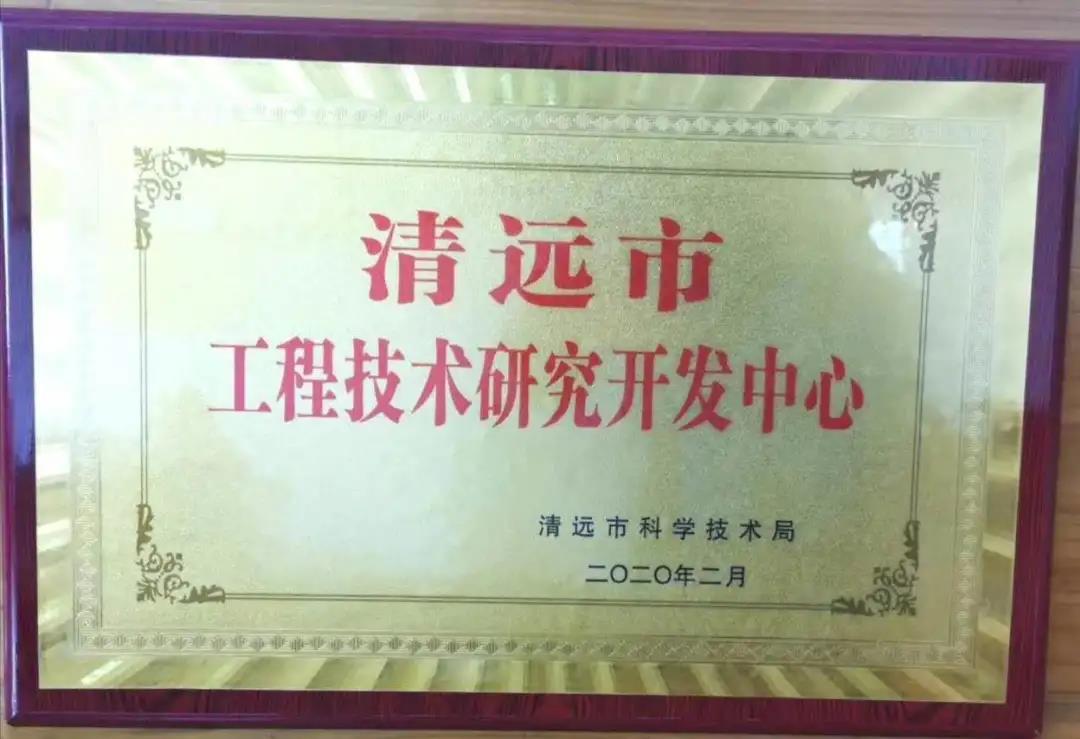 清远市
工程技术研究开发中心
清远市科学技术局
二〇二〇年二月